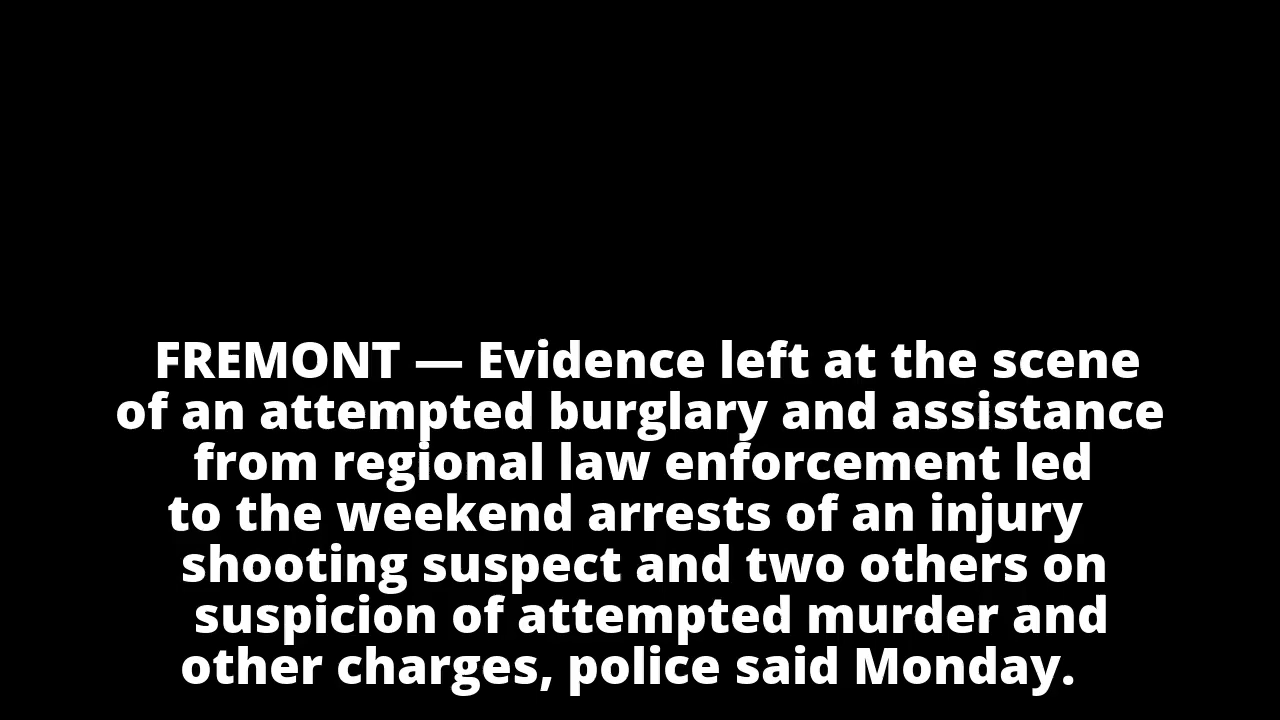 FREMONT — Evidence left at the scene
of an attempted burglary and assistance
from regional law enforcement led
to the weekend arrests of an injury
shooting suspect and two others on
suspicion of attempted murder and
other charges, police said Monday.